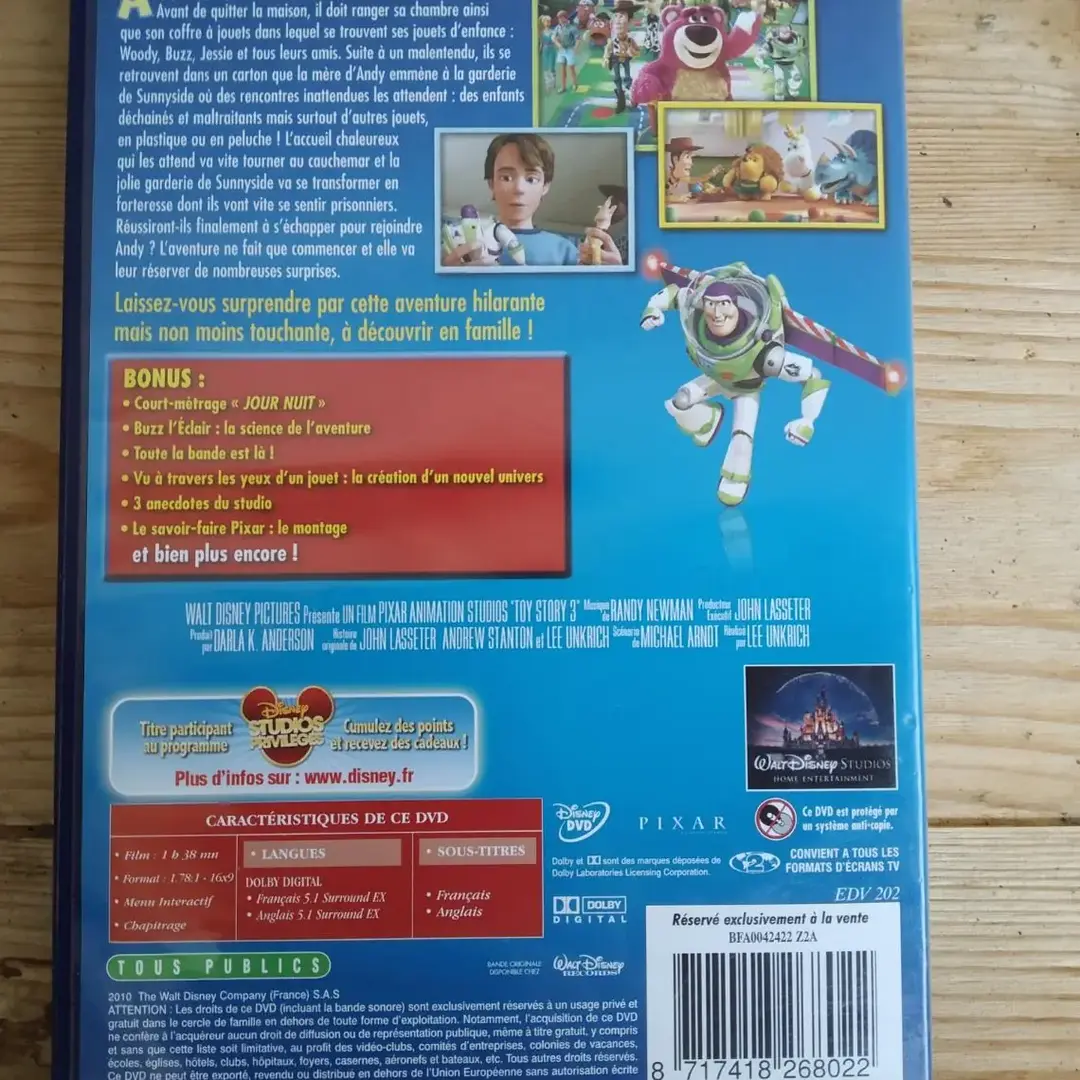 A
Avant de quitter la maison, il doit ranger sa chambre ainsi
que son coffre à jouets dans lequel se trouvent ses jouets d'enfance :
Woody, Buzz, Jessie et tous leurs amis. Suite à un malentendu, ils se
retrouvent dans un carton que la mère d'Andy emmène à la garderie
de Sunnyside où des rencontres inattendues les attendent : des enfants
déchaînés et maltraitants mais surtout d'autres jouets,
en plastique ou en peluche ! L'accueil chaleureux
qui les attend va vite tourner au cauchemar et la
jolie garderie de Sunnyside va se transformer en
forteresse dont ils vont vite se sentir prisonniers.
Réussiront-ils finalement à s'échapper pour rejoindre
Andy ? L'aventure ne fait que commencer et elle va
leur réserver de nombreuses surprises.
Laissez-vous surprendre par cette aventure hilarante
mais non moins touchante, à découvrir en famille !
BONUS :
• Court-métrage « JOUR NUIT »
• Buzz l'Éclair : la science de l'aventure
• Toute la bande est là !
• Vu à travers les yeux d'un jouet : la création d'un nouvel univers
• 3 anecdotes du studio
• Le savoir-faire Pixar : le montage
et bien plus encore !
WALT DISNEY PICTURES Présente UN FILM PIXAR ANIMATION STUDIOS "TOY STORY 3" Musique de RANDY NEWMAN Producteur Exécutif JOHN LASSETER
Produit par DARLA K. ANDERSON Histoire originale de JOHN LASSETER ANDREW STANTON et LEE UNKRICH Scénario de MICHAEL ARNDT Réalisé par LEE UNKRICH
Titre participant
au programme
Disney
STUDIOS
PRIVILEGES
Cumulez des points
et recevez des cadeaux !
Plus d'infos sur : www.disney.fr
WALT DISNEY STUDIOS
HOME ENTERTAINMENT
CARACTÉRISTIQUES DE CE DVD
• Film : 1 h 38 mn
• Format : 1.78:1 - 16x9
• Menu Interactif
• Chapitrage
• LANGUES
DOLBY DIGITAL
• Français 5.1 Surround EX
• Anglais 5.1 Surround EX
• SOUS-TITRES
• Français
• Anglais
Disney
DVD
PIXAR
Ce DVD est protégé par
un système anti-copie.
Dolby et DD sont des marques déposées de
Dolby Laboratories Licensing Corporation.
2
CONVIENT A TOUS LES
FORMATS D'ÉCRANS TV
EDV 202
DOLBY
DIGITAL
Réservé exclusivement à la vente
BFA0042422 Z2A
TOUS PUBLICS
BANDE ORIGINALE
DISPONIBLE CHEZ
WALT DISNEY
RECORDS
2010 The Walt Disney Company (France) S.A.S
ATTENTION : Les droits de ce DVD (incluant la bande sonore) sont exclusivement réservés à un usage privé et
gratuit dans le cercle de famille en dehors de toute forme d'exploitation. Notamment, l'acquisition de ce DVD
ne confère à l'acquéreur aucun droit de diffusion ou de représentation publique, même à titre gratuit, y compris
et sans que cette liste soit limitative, au profit des vidéo-clubs, comités d'entreprises, colonies de vacances,
écoles, églises, hôtels, clubs, hôpitaux, foyers, casernes, aéronefs et bateaux, etc. Tous autres droits réservés.
Ce DVD ne peut être exporté, revendu ou distribué en dehors de l'Union Européenne sans autorisation écrite
8 717418 268022